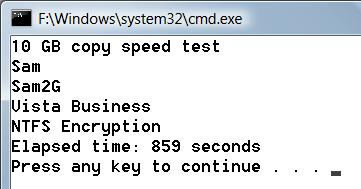 F:\Windows\system32\cmd.exe
10 GB copy speed test
Sam
Sam2G
Vista Business
NTFS Encryption
Elapsed time: 859 seconds
Press any key to continue . . .